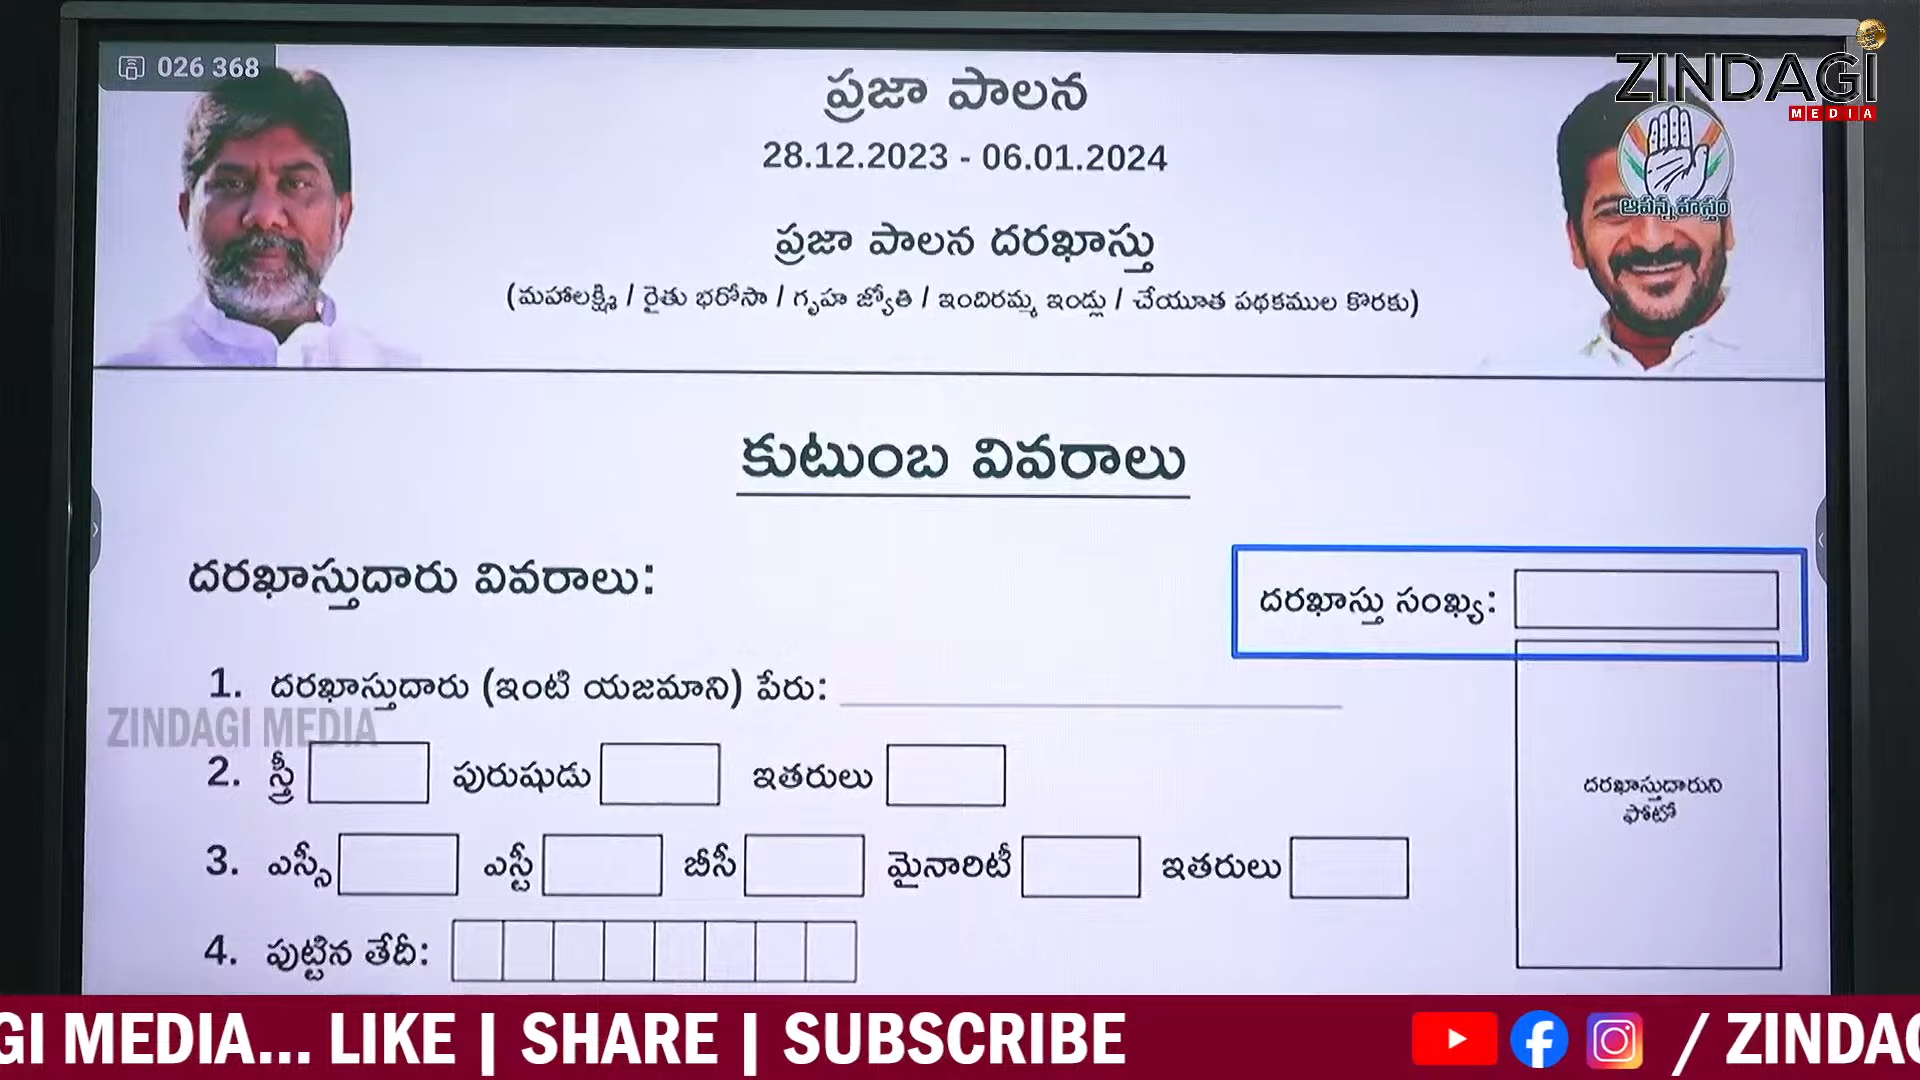 026 368
ZINDAGI
MEDIA
ప్రజా పాలన
28.12.2023 - 06.01.2024
ఆపన్న హస్తం
ప్రజా పాలన దరఖాస్తు
(మహాలక్ష్మి / రైతు భరోసా / గృహ జ్యోతి / ఇందిరమ్మ ఇండ్లు / చేయూత పథకముల కొరకు)
కుటుంబ వివరాలు
దరఖాస్తుదారు వివరాలు:
దరఖాస్తు సంఖ్య:
1. దరఖాస్తుదారు (ఇంటి యజమాని) పేరు:
ZINDAGI MEDIA
2. స్త్రీ పురుషుడు ఇతరులు
దరఖాస్తుదారుని
ఫోటో
3. ఎస్సీ ఎస్టీ బీసీ మైనారిటీ ఇతరులు
4. పుట్టిన తేదీ:
GI MEDIA... LIKE | SHARE | SUBSCRIBE / ZINDAG